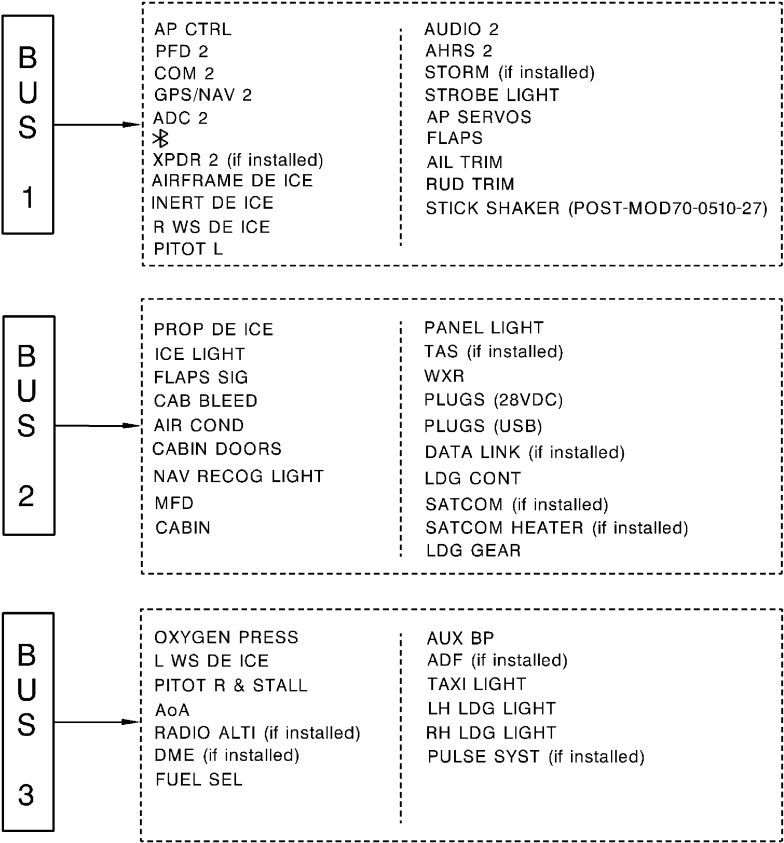 BUS 1
AP CTRL
PFD 2
COM 2
GPS/NAV 2
ADC 2
XPDR 2 (if installed)
AIRFRAME DE ICE
INERT DE ICE
R WS DE ICE
PITOT L
AUDIO 2
AHRS 2
STORM (if installed)
STROBE LIGHT
AP SERVOS
FLAPS
AIL TRIM
RUD TRIM
STICK SHAKER (POST-MOD70-0510-27)
BUS 2
PROP DE ICE
ICE LIGHT
FLAPS SIG
CAB BLEED
AIR COND
CABIN DOORS
NAV RECOG LIGHT
MFD
CABIN
PANEL LIGHT
TAS (if installed)
WXR
PLUGS (28VDC)
PLUGS (USB)
DATA LINK (if installed)
LDG CONT
SATCOM (if installed)
SATCOM HEATER (if installed)
LDG GEAR
BUS 3
OXYGEN PRESS
L WS DE ICE
PITOT R & STALL
AoA
RADIO ALTI (if installed)
DME (if installed)
FUEL SEL
AUX BP
ADF (if installed)
TAXI LIGHT
LH LDG LIGHT
RH LDG LIGHT
PULSE SYST (if installed)